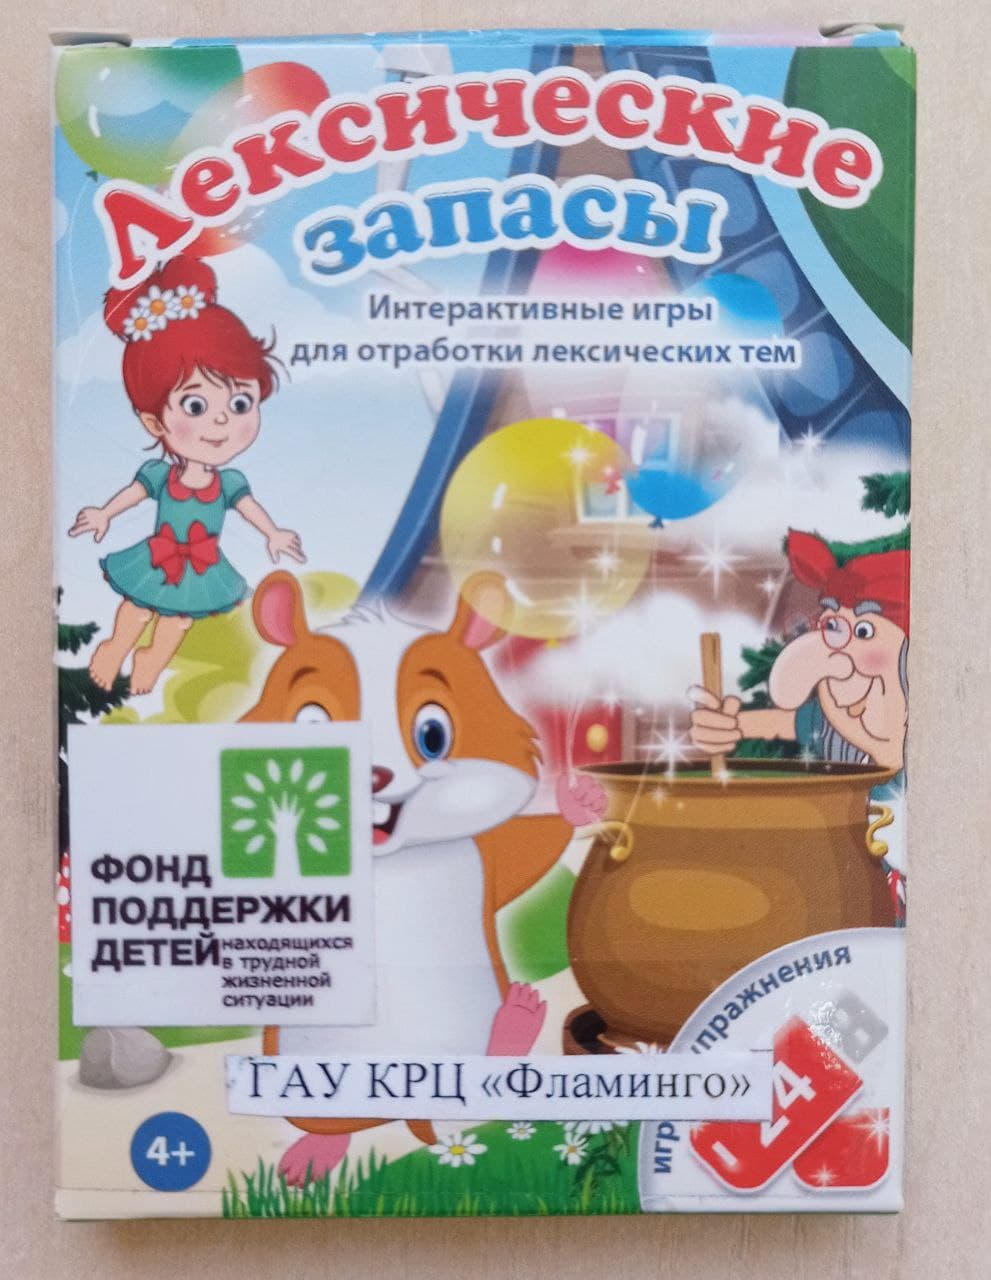 Лексические
запасы
Интерактивные игры
для отработки лексических тем
ФОНД
ПОДДЕРЖКИ
ДЕТЕЙ
находящихся
в трудной
жизненной
ситуации
ГАУ КРЦ «Фламинго»
24
4+